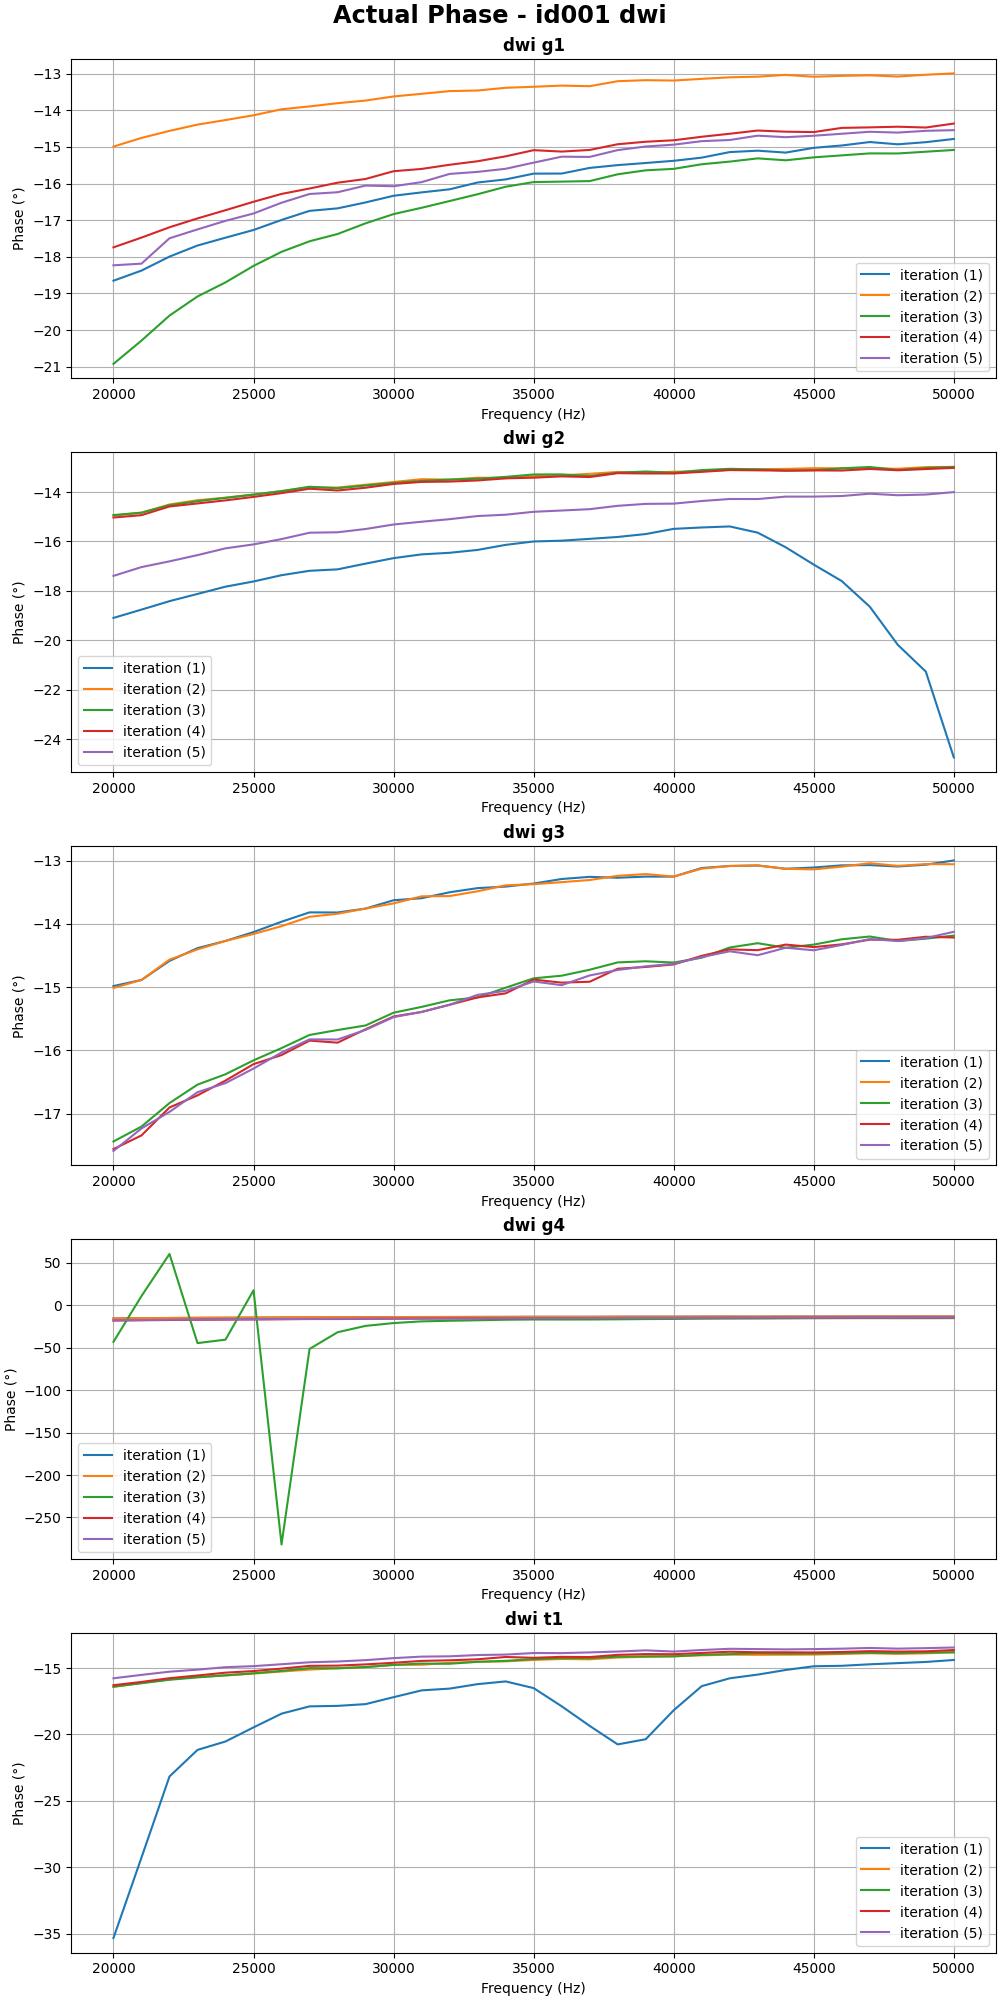 Actual Phase - id001 dwi
dwi g1
−13
−14
−15
−16
−17
−18
−19
−20
−21
Phase (°)
iteration (1)
iteration (2)
iteration (3)
iteration (4)
iteration (5)
20000 25000 30000 35000 40000 45000 50000
Frequency (Hz)
dwi g2
−14
−16
−18
−20
−22
−24
Phase (°)
iteration (1)
iteration (2)
iteration (3)
iteration (4)
iteration (5)
20000 25000 30000 35000 40000 45000 50000
Frequency (Hz)
dwi g3
−13
−14
−15
−16
−17
Phase (°)
iteration (1)
iteration (2)
iteration (3)
iteration (4)
iteration (5)
20000 25000 30000 35000 40000 45000 50000
Frequency (Hz)
dwi g4
50
0
−50
−100
−150
−200
−250
Phase (°)
iteration (1)
iteration (2)
iteration (3)
iteration (4)
iteration (5)
20000 25000 30000 35000 40000 45000 50000
Frequency (Hz)
dwi t1
−15
−20
−25
−30
−35
Phase (°)
iteration (1)
iteration (2)
iteration (3)
iteration (4)
iteration (5)
20000 25000 30000 35000 40000 45000 50000
Frequency (Hz)